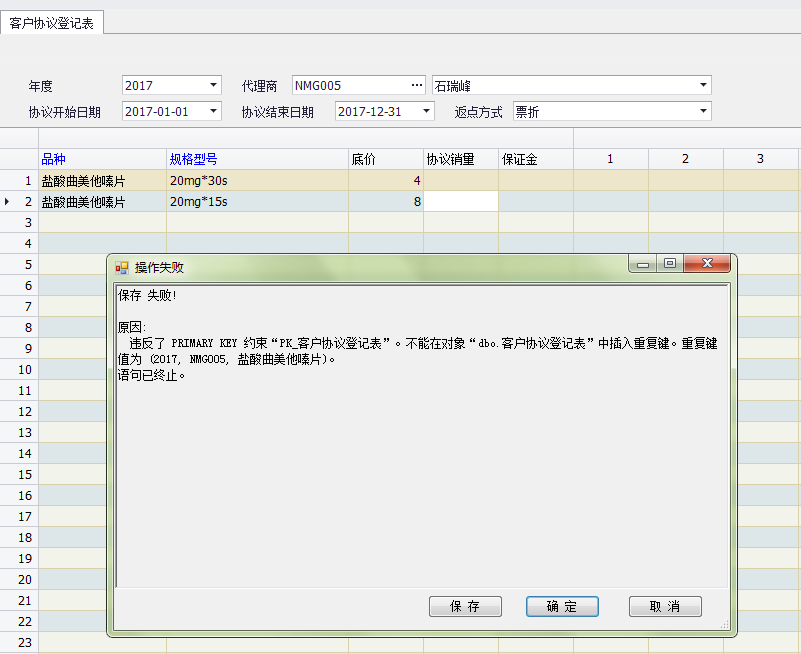 客户协议登记表
年度 2017 代理商 NMG005 ... 石瑞峰
协议开始日期 2017-01-01 协议结束日期 2017-12-31 返点方式 票折
品种 规格型号 底价 协议销量 保证金 1 2 3
1 盐酸曲美他嗪片 20mg*30s 4
2 盐酸曲美他嗪片 20mg*15s 8
3
4
5
6
7
8
9
10
11
12
13
14
15
16
17
18
19
20
21
22
23
操作失败
保存 失败!
原因:
违反了 PRIMARY KEY 约束“PK_客户协议登记表”。不能在对象“dbo.客户协议登记表”中插入重复键。重复键
值为 (2017, NMG005, 盐酸曲美他嗪片)。
语句已终止。
保 存 确 定 取 消